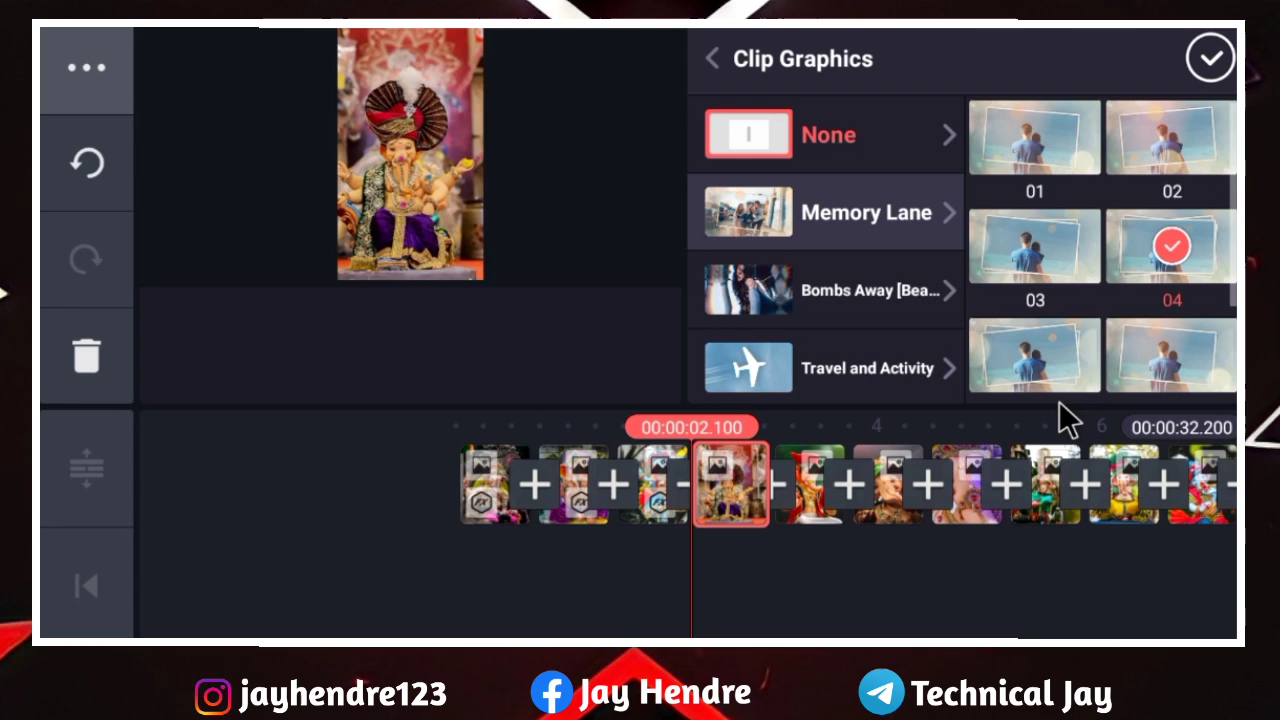 Clip Graphics
None
Memory Lane
Bombs Away [Bea...
Travel and Activity
01
02
03
04
00:00:02.100
4
6
00:00:32.200
jayhendre123
Jay Hendre
Technical Jay